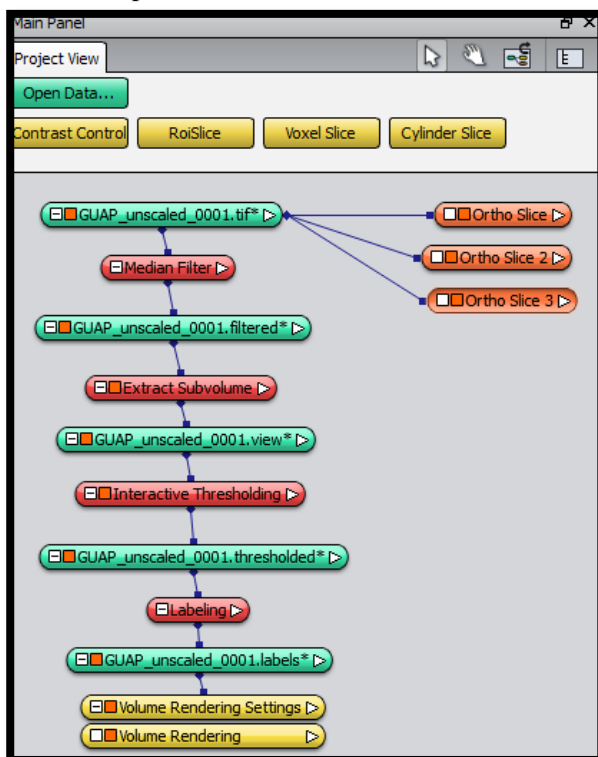 Main Panel
Project View
Open Data...
Contrast Control RoiSlice Voxel Slice Cylinder Slice
GUAP_unscaled_0001.tif* Ortho Slice
Median Filter Ortho Slice 2
Ortho Slice 3
GUAP_unscaled_0001.filtered*
Extract Subvolume
GUAP_unscaled_0001.view*
Interactive Thresholding
GUAP_unscaled_0001.thresholded*
Labeling
GUAP_unscaled_0001.labels*
Volume Rendering Settings
Volume Rendering